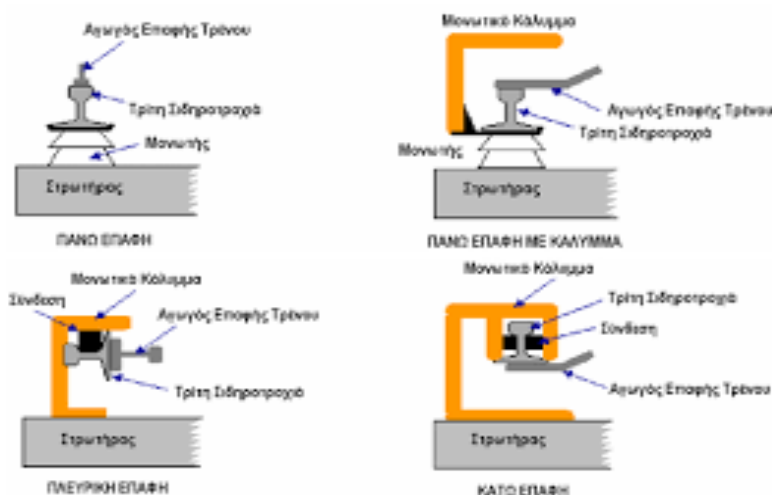 Αγωγός Επαφής Τρένου
Τρίτη Σιδηροτροχιά
Μονωτής
Στρωτήρας
ΠΑΝΩ ΕΠΑΦΗ
Μονωτικό Κάλυμμα
Αγωγός Επαφής Τρένου
Τρίτη Σιδηροτροχιά
Μονωτής
Στρωτήρας
ΠΑΝΩ ΕΠΑΦΗ ΜΕ ΚΑΛΥΜΜΑ
Μονωτικό Κάλυμμα
Σύνδεση
Αγωγός Επαφής Τρένου
Τρίτη Σιδηροτροχιά
Στρωτήρας
ΠΛΕΥΡΙΚΗ ΕΠΑΦΗ
Μονωτικό Κάλυμμα
Τρίτη Σιδηροτροχιά
Σύνδεση
Αγωγός Επαφής Τρένου
Στρωτήρας
ΚΑΤΩ ΕΠΑΦΗ